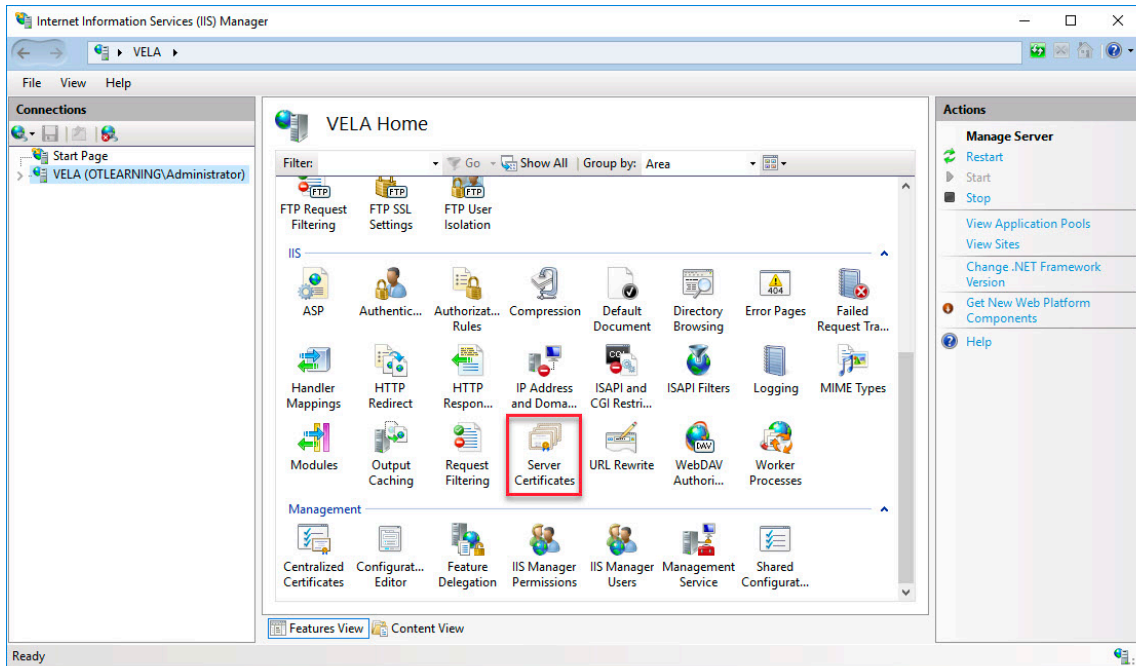 Internet Information Services (IIS) Manager
VELA
File View Help
Connections
Start Page
VELA (OTLEARNING\Administrator)
VELA Home
Filter: Go Show All Group by: Area
FTP FTP FTP
FTP Request Filtering
FTP SSL Settings
FTP User Isolation
IIS
ASP
Authentic...
Authorizat... Rules
Compression
Default Document
Directory Browsing
404
Error Pages
Failed Request Tra...
Handler Mappings
HTTP Redirect
HTTP Respon...
IP Address and Doma...
ISAPI and CGI Restri...
ISAPI Filters
Logging
MIME Types
Modules
Output Caching
Request Filtering
Server Certificates
URL Rewrite
DAV
WebDAV Authori...
Worker Processes
Management
Centralized Certificates
Configurat... Editor
Feature Delegation
IIS Manager Permissions
IIS Manager Users
Management Service
Shared Configurat...
Features View Content View
Actions
Manage Server
Restart
Start
Stop
View Application Pools
View Sites
Change .NET Framework
Version
Get New Web Platform
Components
Help
Ready